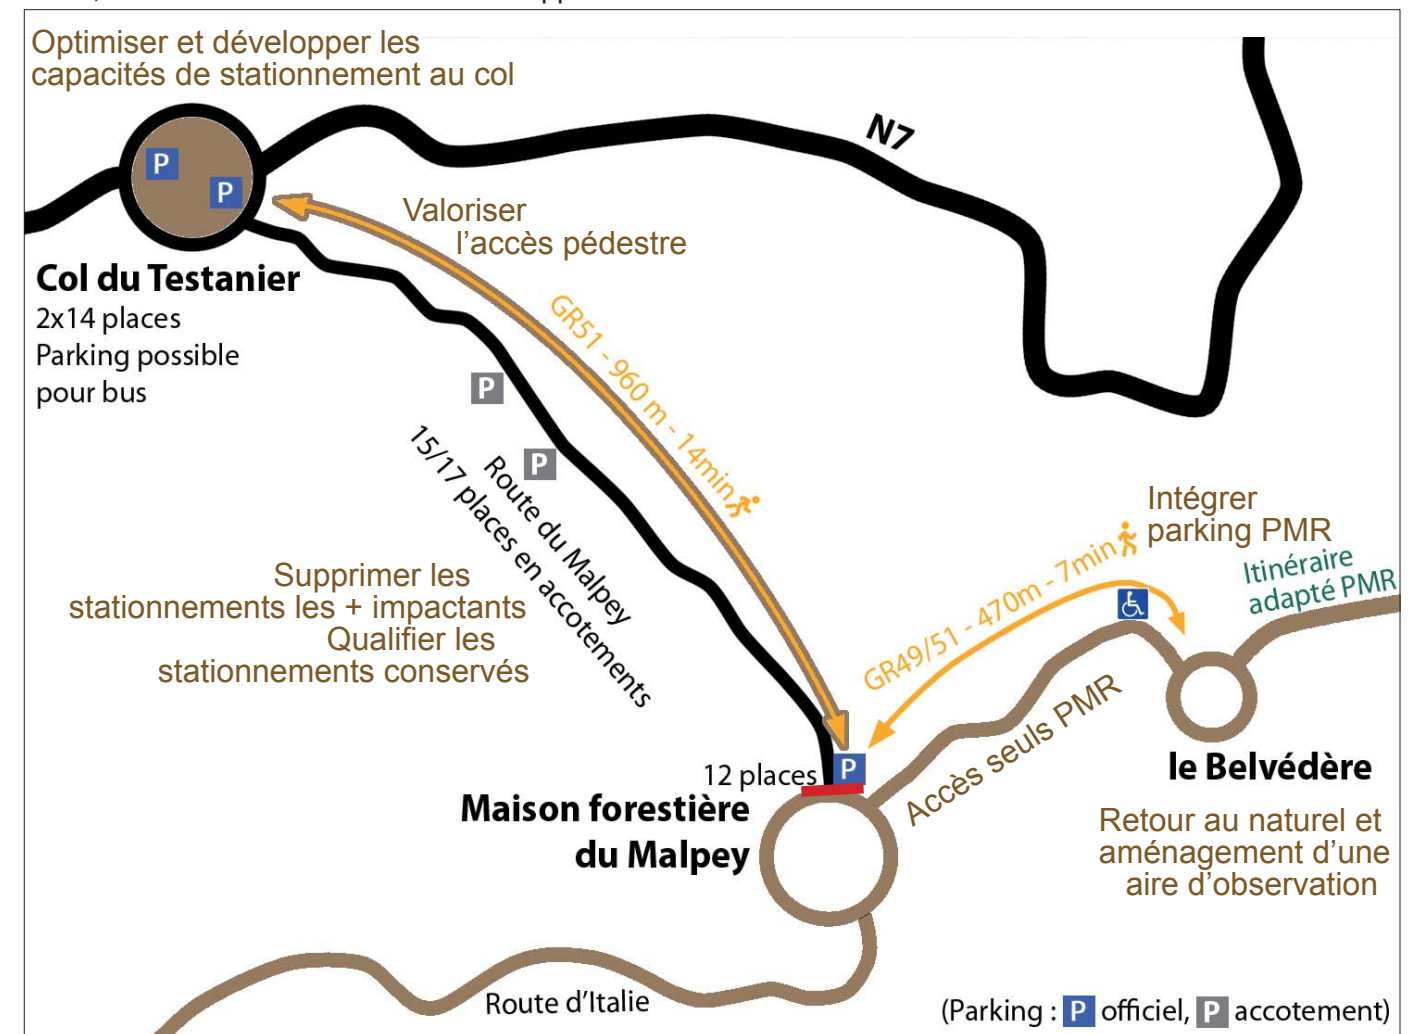 Optimiser et développer les
capacités de stationnement au col
N7
P
P
Valoriser
l'accès pédestre
Col du Testanier
2x14 places
Parking possible
pour bus
GR51 - 960 m - 14min
P
P
Route du Malpey
15/17 places en accotements
Intégrer
parking PMR
Itinéraire
adapté PMR
GR49/51 - 470m - 7min
Supprimer les
stationnements les + impactants
Qualifier les
stationnements conservés
Accès seuls PMR
12 places P
le Belvédère
Maison forestière
du Malpey
Retour au naturel et
aménagement d'une
aire d'observation
Route d'Italie
(Parking : P officiel, P accotement)